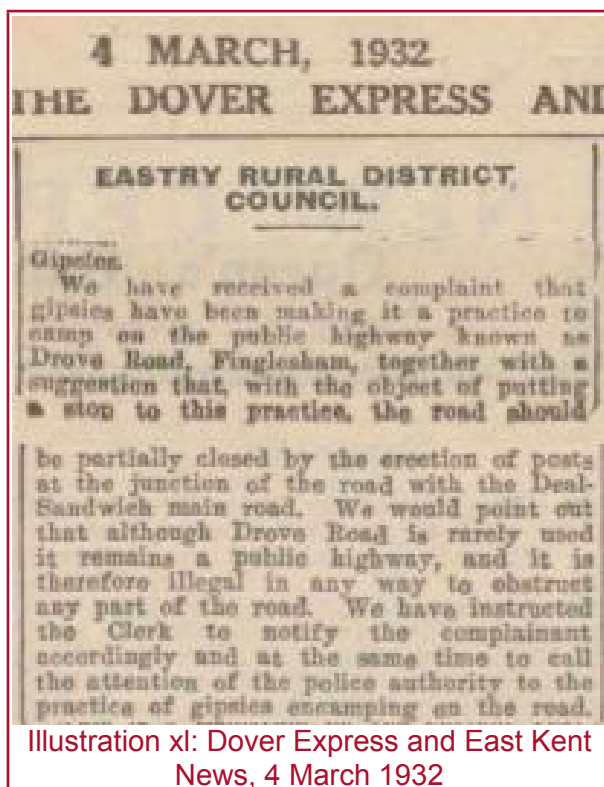 4 MARCH, 1932
THE DOVER EXPRESS AND
EASTRY RURAL DISTRICT
COUNCIL.
Gipsies.
We have received a complaint that
gipsies have been making it a practice to
camp on the public highway known as
Drove Road, Finglesham, together with a
suggestion that, with the object of putting
a stop to this practice, the road should
be partially closed by the erection of posts
at the junction of the road with the Deal-
Sandwich main road. We would point out
that although Drove Road is rarely used
it remains a public highway, and it is
therefore illegal in any way to obstruct
any part of the road. We have instructed
the Clerk to notify the complainant
accordingly and at the same time to call
the attention of the police authority to the
practice of gipsies encamping on the road.
Illustration xl: Dover Express and East Kent
News, 4 March 1932